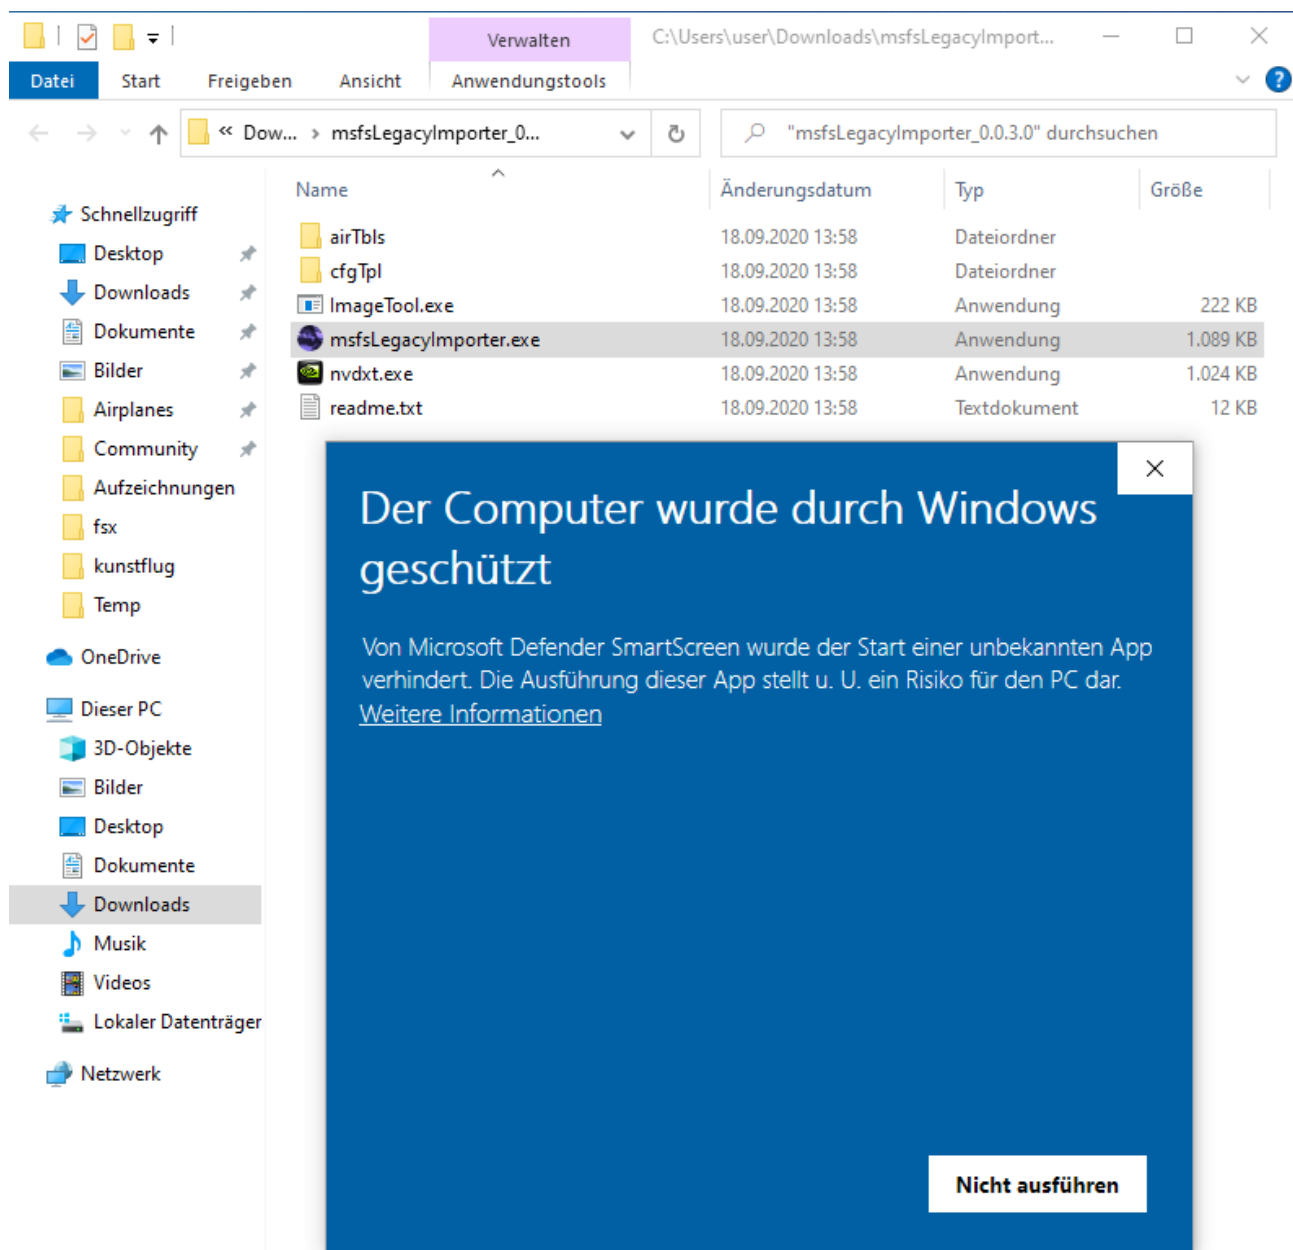 Verwalten
C:\Users\user\Downloads\msfsLegacyImport...
Datei Start Freigeben Ansicht Anwendungstools
« Dow... › msfsLegacyImporter_0...
"msfsLegacyImporter_0.0.3.0" durchsuchen
Name Änderungsdatum Typ Größe
airTbls 18.09.2020 13:58 Dateiordner
cfgTpl 18.09.2020 13:58 Dateiordner
ImageTool.exe 18.09.2020 13:58 Anwendung 222 KB
msfsLegacyImporter.exe 18.09.2020 13:58 Anwendung 1.089 KB
nvdxt.exe 18.09.2020 13:58 Anwendung 1.024 KB
readme.txt 18.09.2020 13:58 Textdokument 12 KB
Schnellzugriff
Desktop
Downloads
Dokumente
Bilder
Airplanes
Community
Aufzeichnungen
fsx
kunstflug
Temp
OneDrive
Dieser PC
3D-Objekte
Bilder
Desktop
Dokumente
Downloads
Musik
Videos
Lokaler Datenträger
Netzwerk
Der Computer wurde durch Windows
geschützt
Von Microsoft Defender SmartScreen wurde der Start einer unbekannten App
verhindert. Die Ausführung dieser App stellt u. U. ein Risiko für den PC dar.
Weitere Informationen
Nicht ausführen